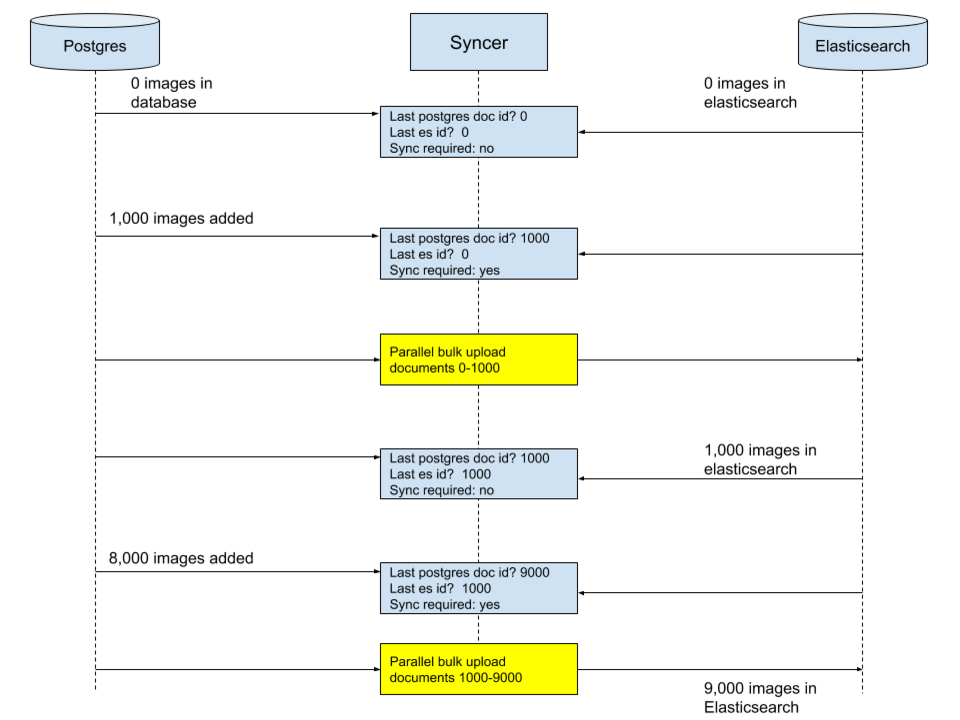 Postgres
Syncer
Elasticsearch
0 images in
database
0 images in
elasticsearch
Last postgres doc id? 0
Last es id? 0
Sync required: no
1,000 images added
Last postgres doc id? 1000
Last es id? 0
Sync required: yes
Parallel bulk upload
documents 0-1000
1,000 images in
elasticsearch
Last postgres doc id? 1000
Last es id? 1000
Sync required: no
8,000 images added
Last postgres doc id? 9000
Last es id? 1000
Sync required: yes
Parallel bulk upload
documents 1000-9000
9,000 images in
Elasticsearch